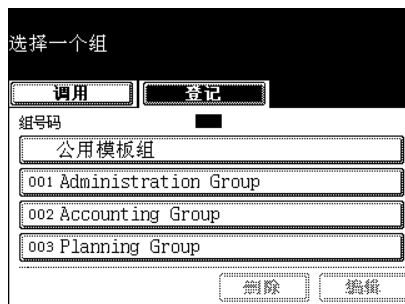 选择一个组
调用 登记
组号码
公用模板组
001 Administration Group
002 Accounting Group
003 Planning Group
删除 编缉